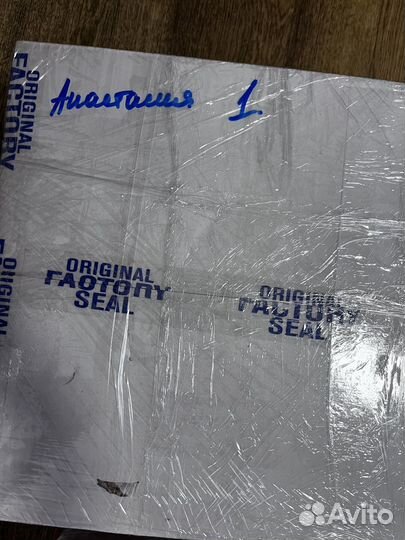 Анастасия 1
ORIGINAL
FACTORY
ORIGINAL
FACTORY
SEAL
ORIGINAL
FACTORY
SEAL
ORIGINAL
Avito